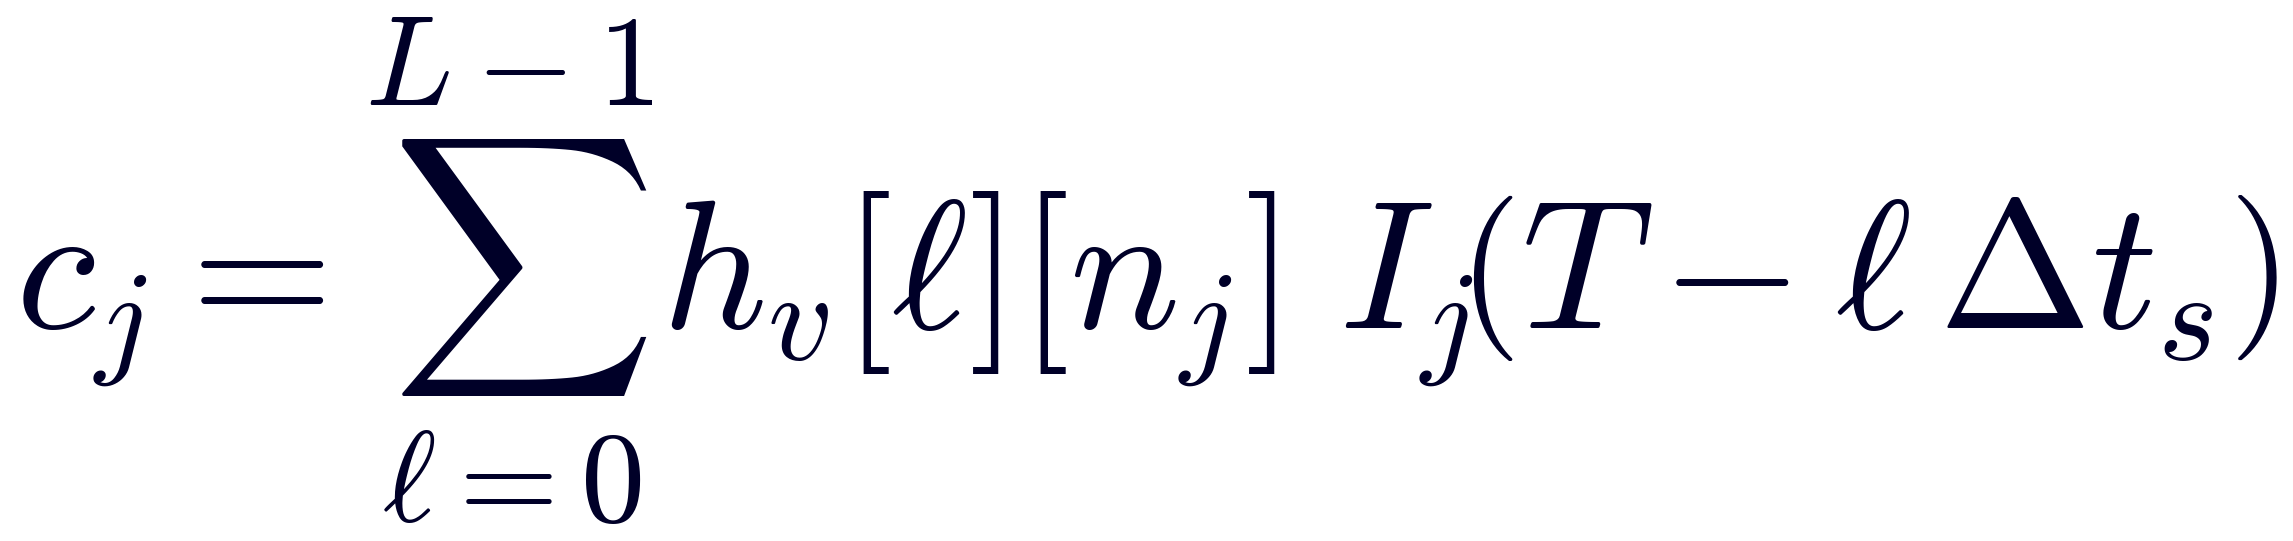 c_j = \sum_{\ell=0}^{L-1} h_v[\ell][n_j] \, I_j(T - \ell \, \Delta t_s)